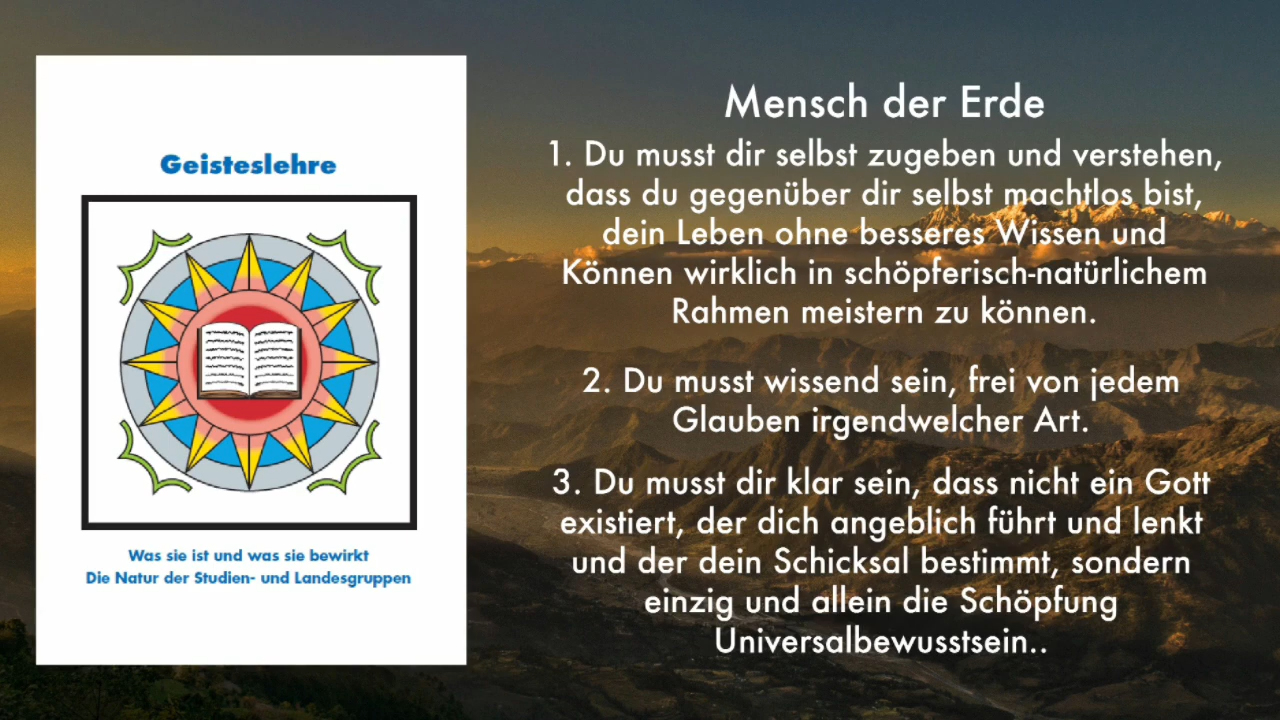 Geisteslehre
Was sie ist und was sie bewirkt
Die Natur der Studien- und Landesgruppen
Mensch der Erde
1. Du musst dir selbst zugeben und verstehen,
dass du gegenüber dir selbst machtlos bist,
dein Leben ohne besseres Wissen und
Können wirklich in schöpferisch-natürlichem
Rahmen meistern zu können.
2. Du musst wissend sein, frei von jedem
Glauben irgendwelcher Art.
3. Du musst dir klar sein, dass nicht ein Gott
existiert, der dich angeblich führt und lenkt
und der dein Schicksal bestimmt, sondern
einzig und allein die Schöpfung
Universalbewusstsein..